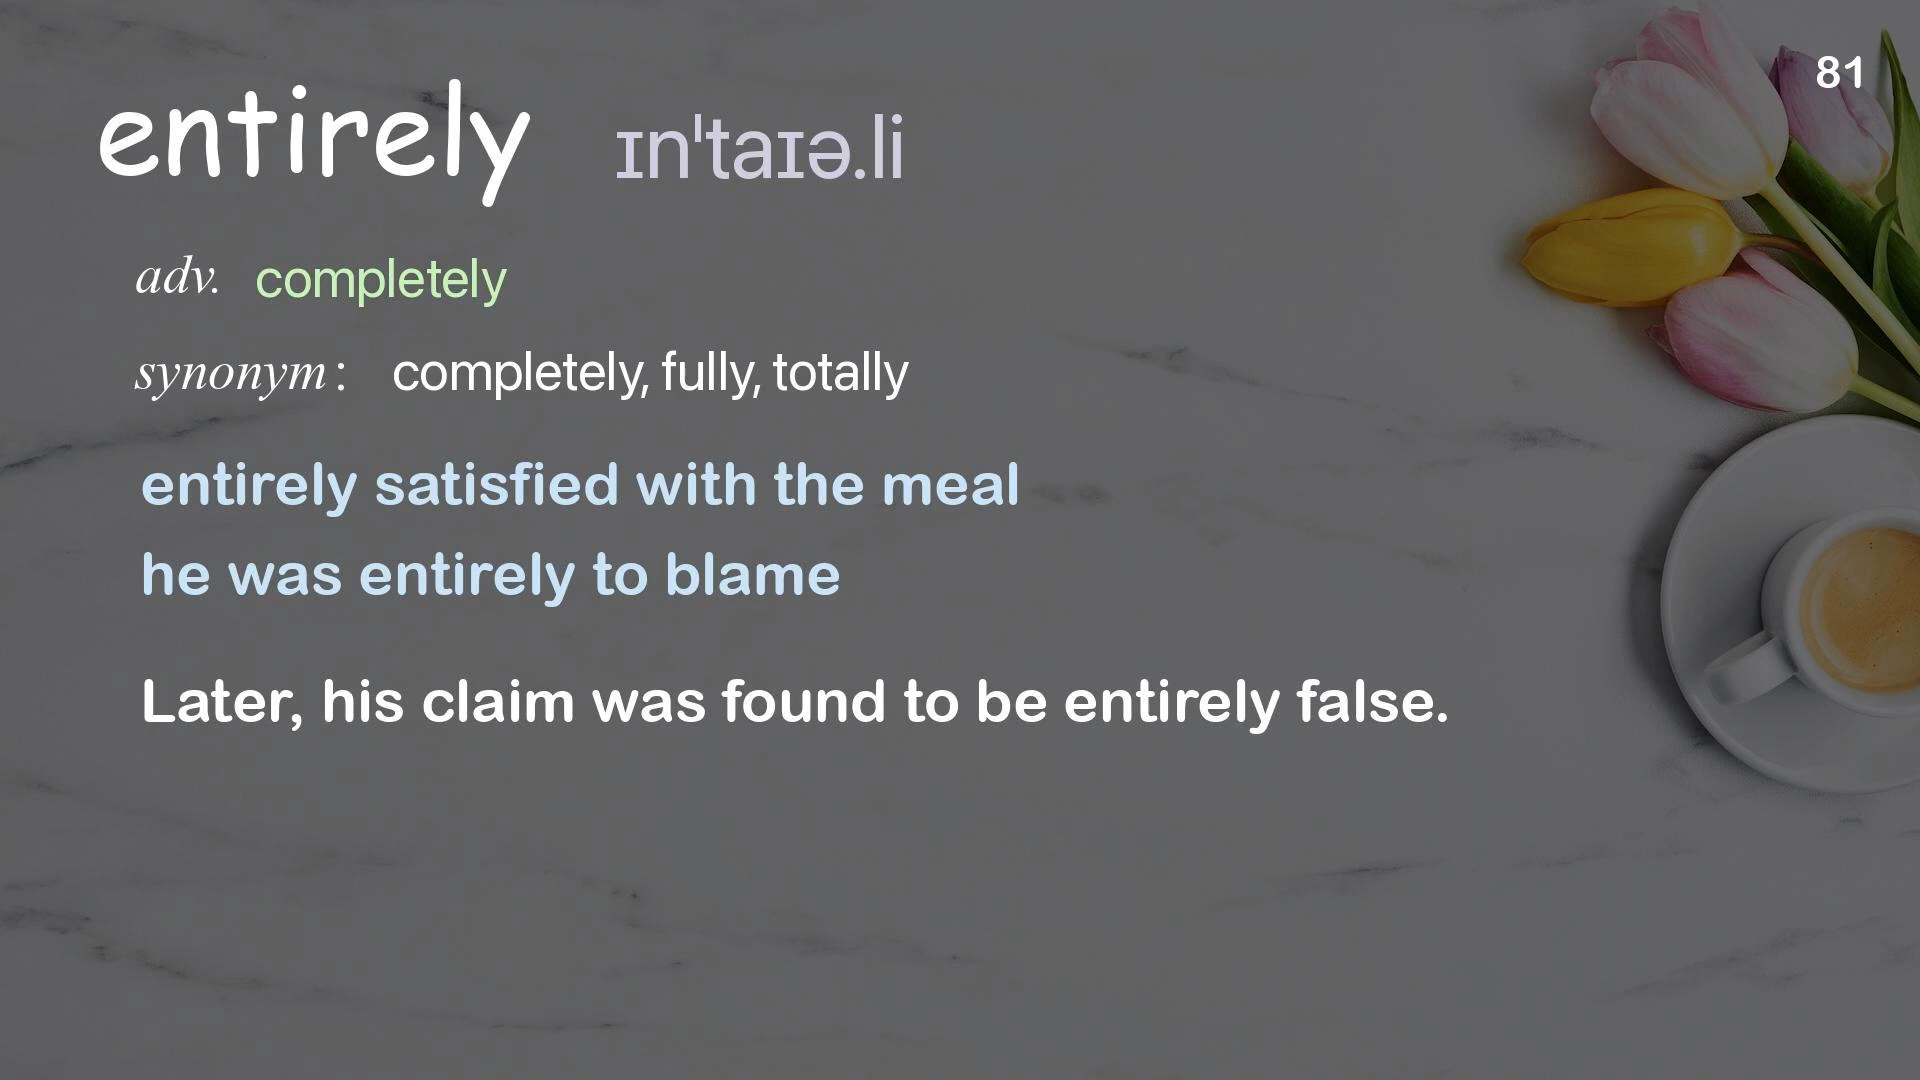 81
entirely ɪnˈtaɪə.li
adv. completely
synonym: completely, fully, totally
entirely satisfied with the meal
he was entirely to blame
Later, his claim was found to be entirely false.